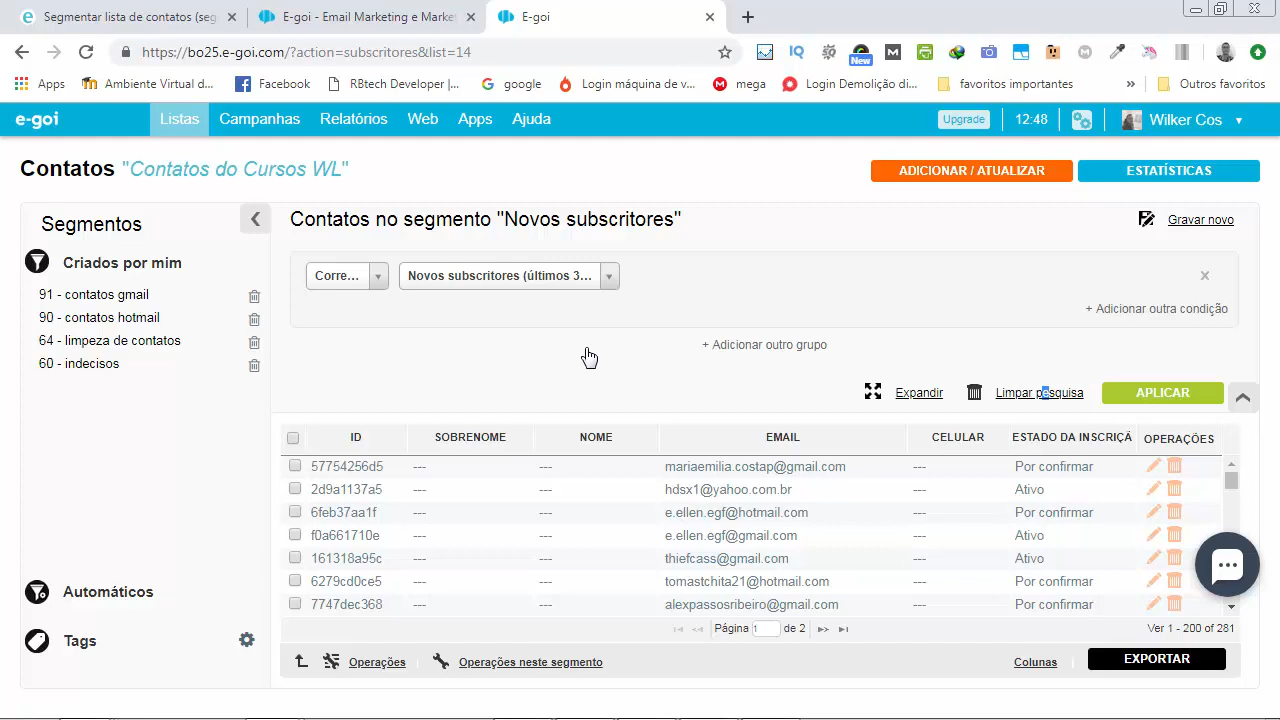 Segmentar lista de contatos (seg
E-goi - Email Marketing e Marke
E-goi
https://bo25.e-goi.com/?action=subscritores&list=14
New
Apps
Ambiente Virtual d...
Facebook
RBtech Developer |...
google
Login máquina de v...
mega
Login Demolição di...
favoritos importantes
»
Outros favoritos
e-goi
Listas
Campanhas
Relatórios
Web
Apps
Ajuda
Upgrade
12:48
Wilker Cos
Contatos "Contatos do Cursos WL"
ADICIONAR / ATUALIZAR
ESTATÍSTICAS
Segmentos
Contatos no segmento "Novos subscritores"
Gravar novo
Criados por mim
91 - contatos gmail
90 - contatos hotmail
64 - limpeza de contatos
60 - indecisos
Corre...
Novos subscritores (últimos 3...
+ Adicionar outra condição
+ Adicionar outro grupo
Expandir
Limpar pesquisa
APLICAR
ID SOBRENOME NOME EMAIL CELULAR ESTADO DA INSCRIÇÃ OPERAÇÕES
57754256d5 --- --- mariaemilia.costap@gmail.com --- Por confirmar
2d9a1137a5 --- --- hdsx1@yahoo.com.br --- Ativo
6feb37aa1f --- --- e.ellen.egf@hotmail.com --- Por confirmar
f0a661710e --- --- e.ellen.egf@gmail.com --- Ativo
161318a95c --- --- thiefcass@gmail.com --- Ativo
6279cd0ce5 --- --- tomastchita21@hotmail.com --- Por confirmar
7747dec368 --- --- alexpassosribeiro@gmail.com --- Por confirmar
Automáticos
Tags
Página 1 de 2
Ver 1 - 200 of 281
Operações
Operações neste segmento
Colunas
EXPORTAR